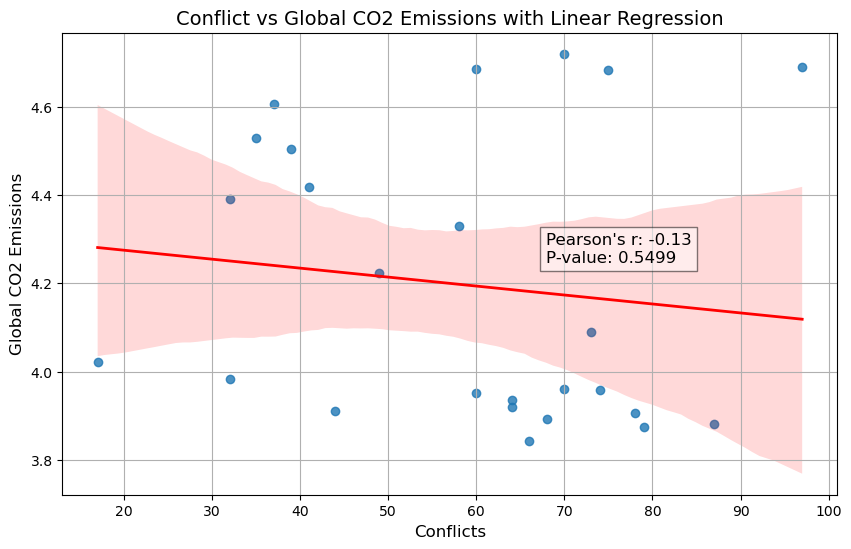 Conflict vs Global CO2 Emissions with Linear Regression
Global CO2 Emissions
4.6
4.4
4.2
4.0
3.8
Pearson's r: -0.13
P-value: 0.5499
20 30 40 50 60 70 80 90 100
Conflicts